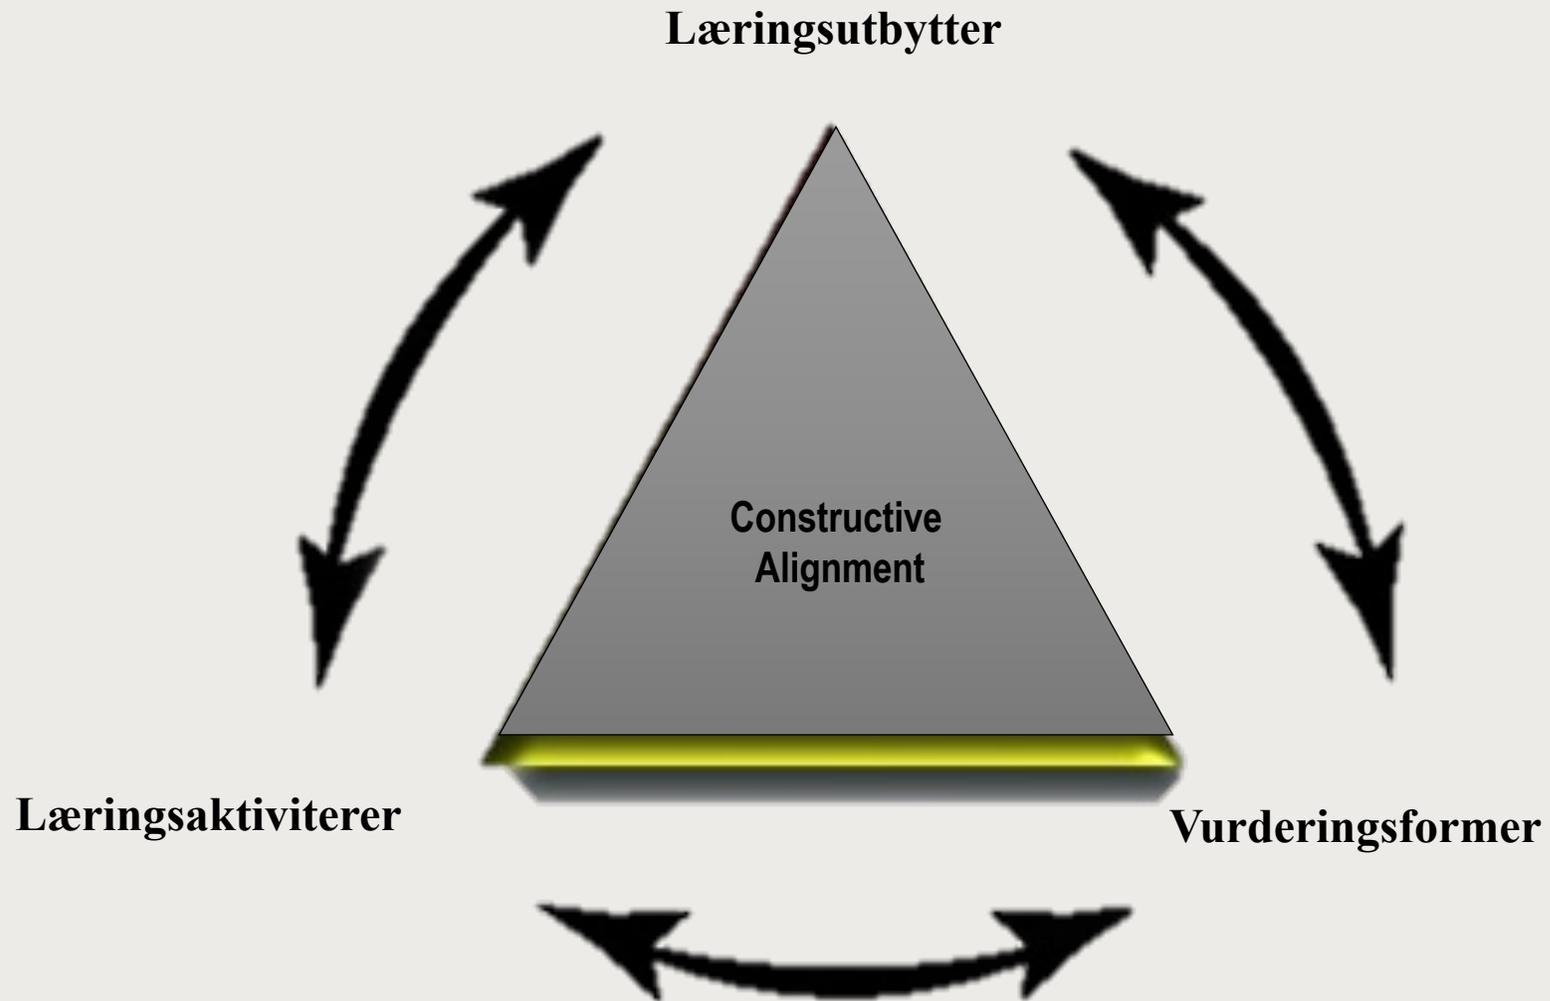 Læringsutbytter
Constructive
Alignment
Læringsaktiviterer
Vurderingsformer